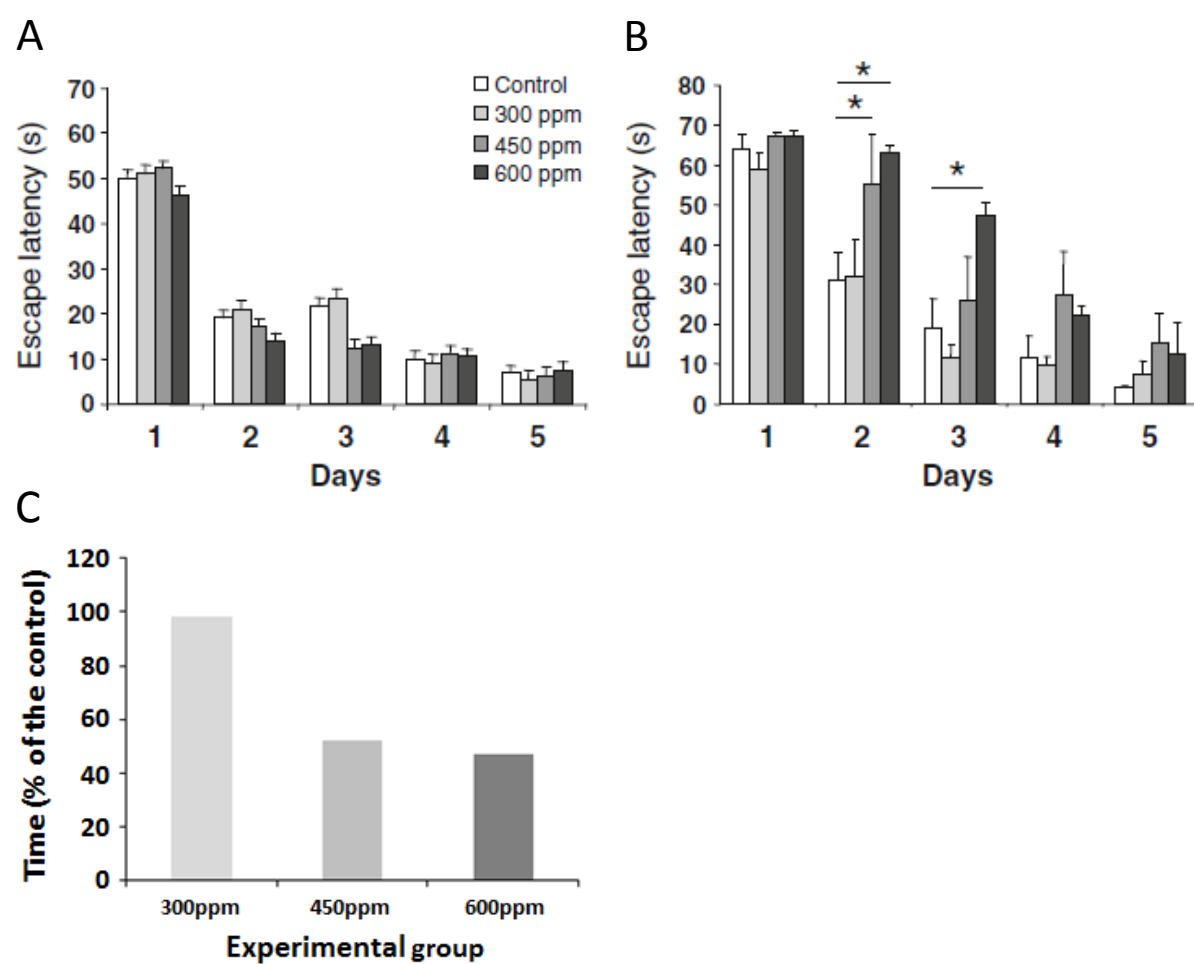 A
Escape latency (s)
70
60
50
40
30
20
10
0
Control
300 ppm
450 ppm
600 ppm
1 2 3 4 5
Days
B
Escape latency (s)
80
70
60
50
40
30
20
10
0
*
*
*
1 2 3 4 5
Days
C
Time (% of the control)
120
100
80
60
40
20
0
300ppm 450ppm 600ppm
Experimental group